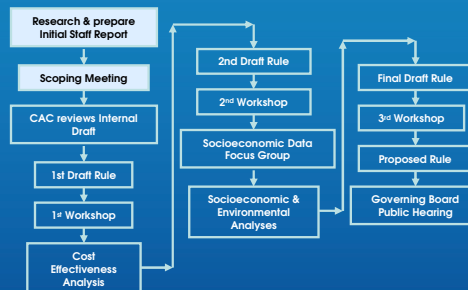 Research & prepare
Initial Staff Report
Scoping Meeting
CAC reviews Internal
Draft
1st Draft Rule
1st Workshop
Cost
Effectiveness
Analysis
2nd Draft Rule
2nd Workshop
Socioeconomic Data
Focus Group
Socioeconomic &
Environmental
Analyses
Final Draft Rule
3rd Workshop
Proposed Rule
Governing Board
Public Hearing